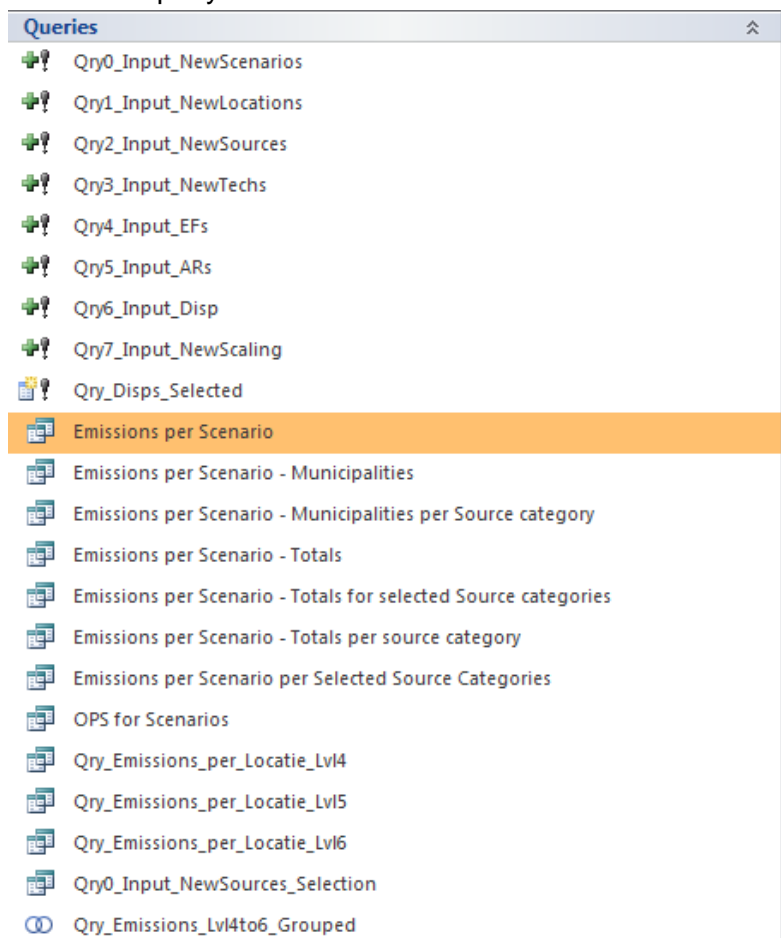 Queries
Qry0_Input_NewScenarios
Qry1_Input_NewLocations
Qry2_Input_NewSources
Qry3_Input_NewTechs
Qry4_Input_EFs
Qry5_Input_ARs
Qry6_Input_Disp
Qry7_Input_NewScaling
Qry_Disps_Selected
Emissions per Scenario
Emissions per Scenario - Municipalities
Emissions per Scenario - Municipalities per Source category
Emissions per Scenario - Totals
Emissions per Scenario - Totals for selected Source categories
Emissions per Scenario - Totals per source category
Emissions per Scenario per Selected Source Categories
OPS for Scenarios
Qry_Emissions_per_Locatie_Lvl4
Qry_Emissions_per_Locatie_Lvl5
Qry_Emissions_per_Locatie_Lvl6
Qry0_Input_NewSources_Selection
Qry_Emissions_Lvl4to6_Grouped